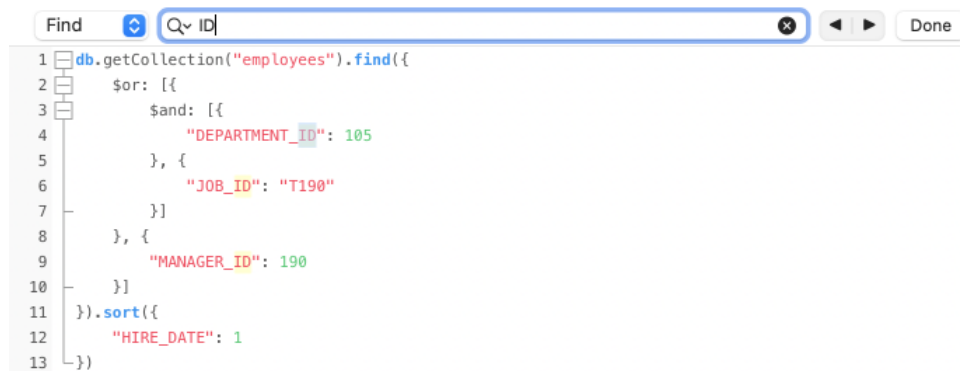 Find ID Done
1 db.getCollection("employees").find({
2 $or: [{
3 $and: [{
4 "DEPARTMENT_ID": 105
5 }, {
6 "JOB_ID": "T190"
7 }]
8 }, {
9 "MANAGER_ID": 190
10 }]
11 }).sort({
12 "HIRE_DATE": 1
13 })